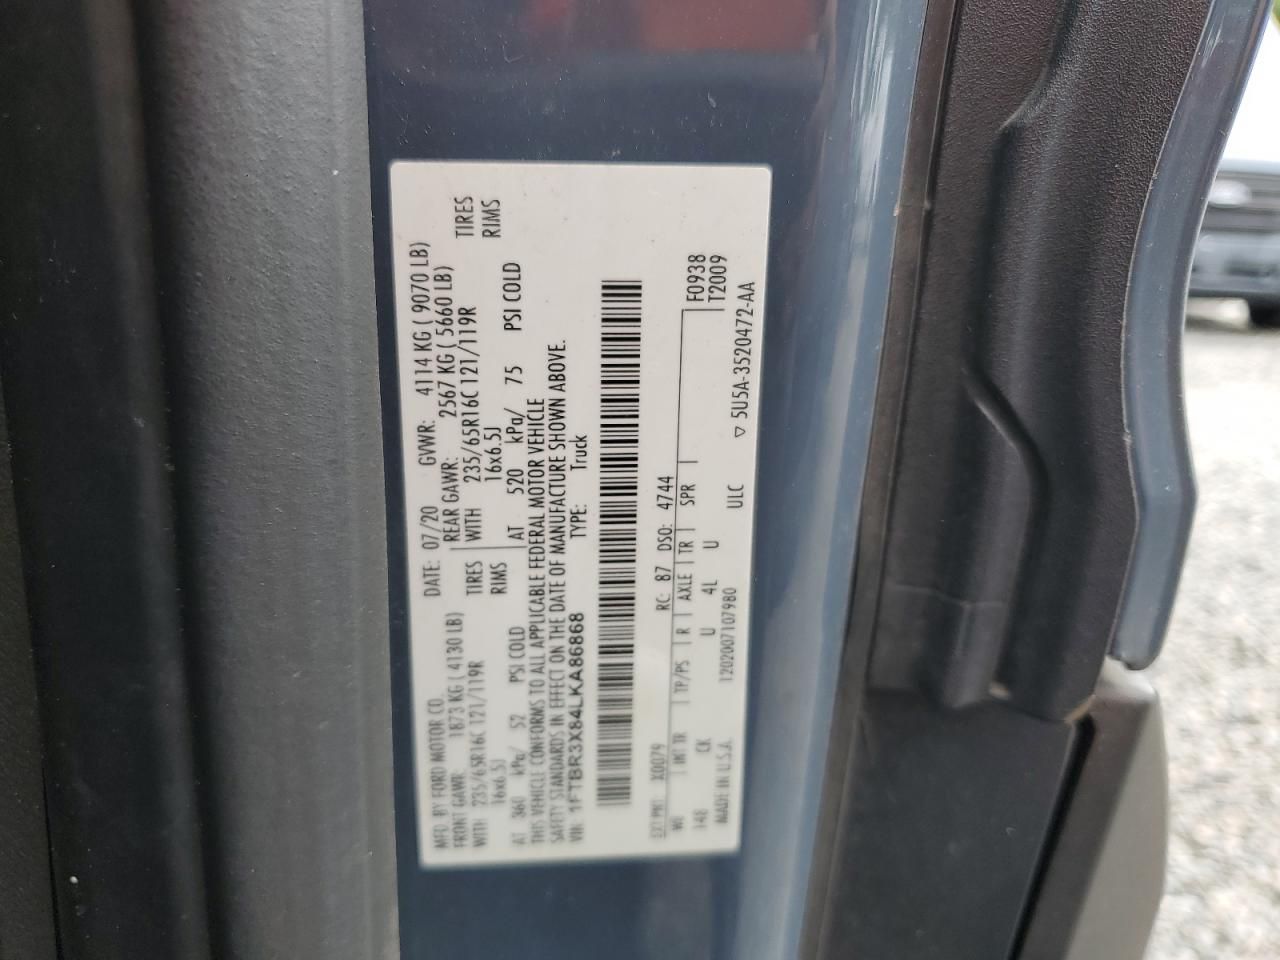 MFD. BY FORD MOTOR CO.
DATE: 07/20 GVWR: 4114 KG ( 9070 LB)
FRONT GAWR: 1873 KG ( 4130 LB) REAR GAWR: 2567 KG ( 5660 LB)
WITH 235/65R16C 121/119R TIRES WITH 235/65R16C 121/119R TIRES
16x6.5J RIMS 16x6.5J RIMS
AT 360 kPa/ 52 PSI COLD AT 520 kPa/ 75 PSI COLD
THIS VEHICLE CONFORMS TO ALL APPLICABLE FEDERAL MOTOR VEHICLE
SAFETY STANDARDS IN EFFECT ON THE DATE OF MANUFACTURE SHOWN ABOVE.
VIN: 1FTBR3X84LKA86868 TYPE: Truck
EXT PNT: X0079 RC: 87 DSO: 4744 F0938
WB INT TR TP/PS R AXLE TR SPR T2009
148 CK U 4L U
MADE IN U.S.A. 1202007107980 ULC ▽ 5U5A-3520472-AA